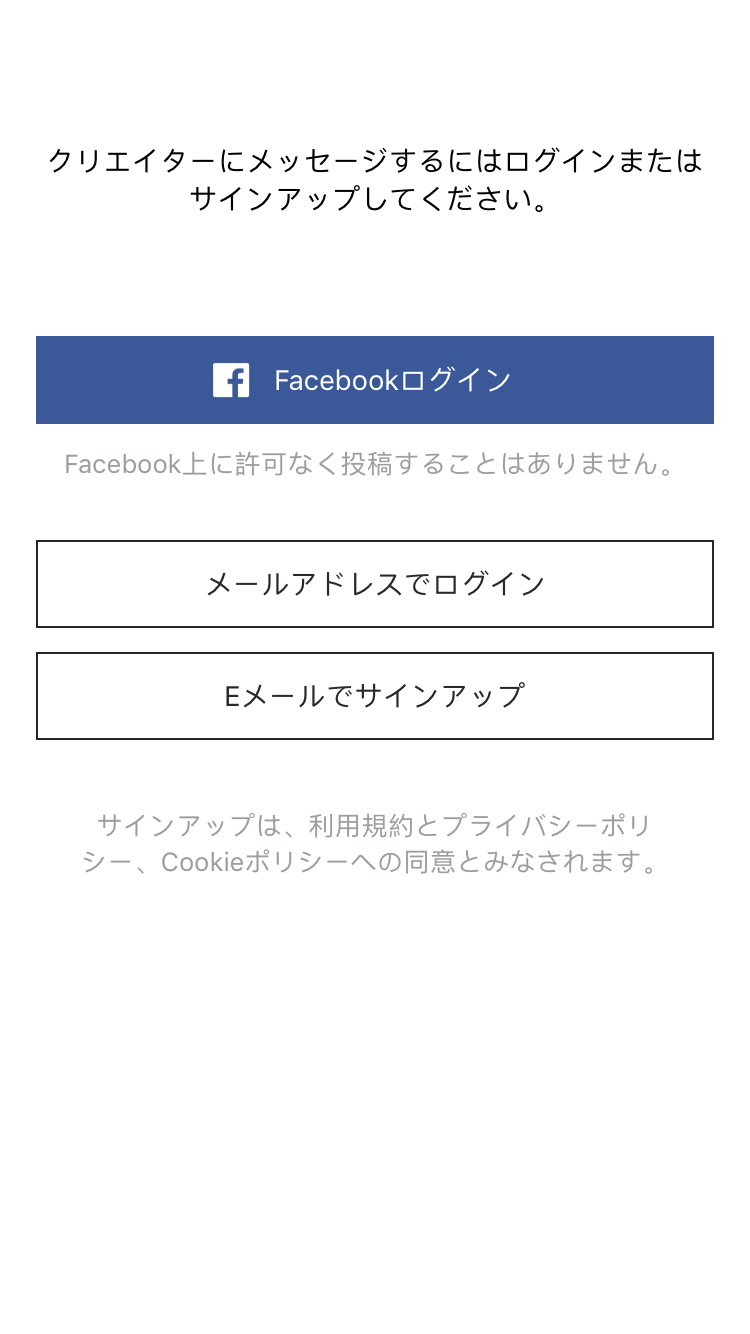 クリエイターにメッセージするにはログインまたは
サインアップしてください。
Facebookログイン
Facebook上に許可なく投稿することはありません。
メールアドレスでログイン
Eメールでサインアップ
サインアップは、利用規約とプライバシーポリ
シー、Cookieポリシーへの同意とみなされます。